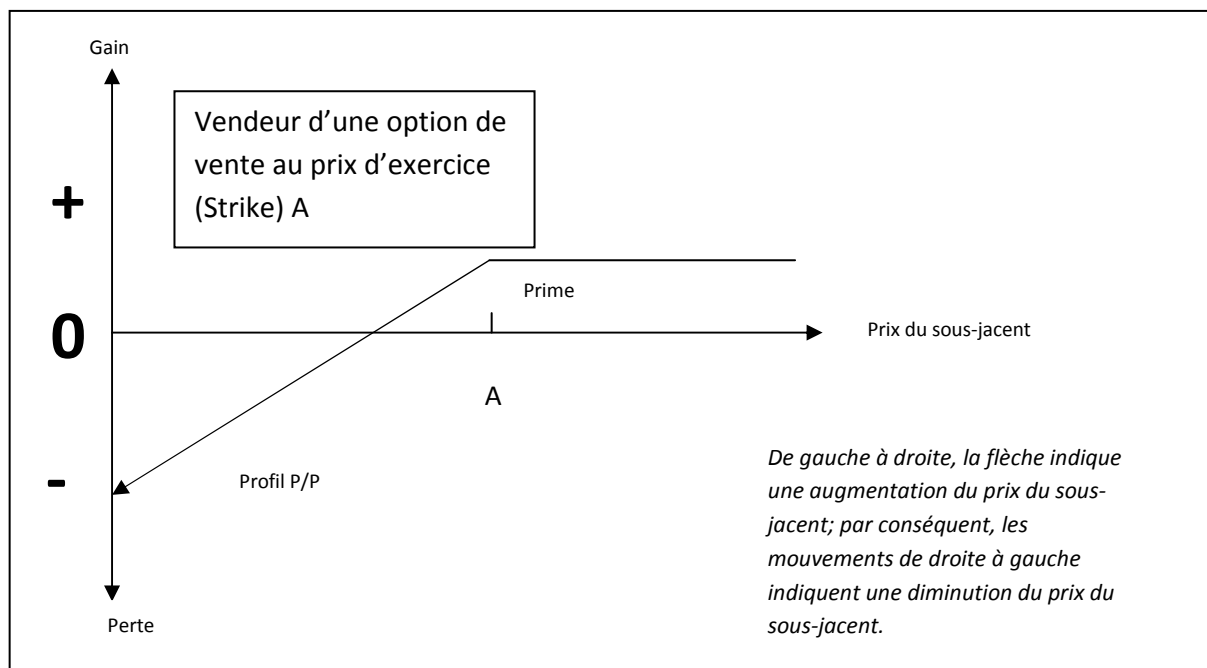 Gain
Vendeur d’une option de
vente au prix d’exercice
(Strike) A
+
Prime
0
Prix du sous-jacent
A
-
Profil P/P
De gauche à droite, la flèche indique
une augmentation du prix du sous-
jacent; par conséquent, les
mouvements de droite à gauche
indiquent une diminution du prix du
sous-jacent.
Perte